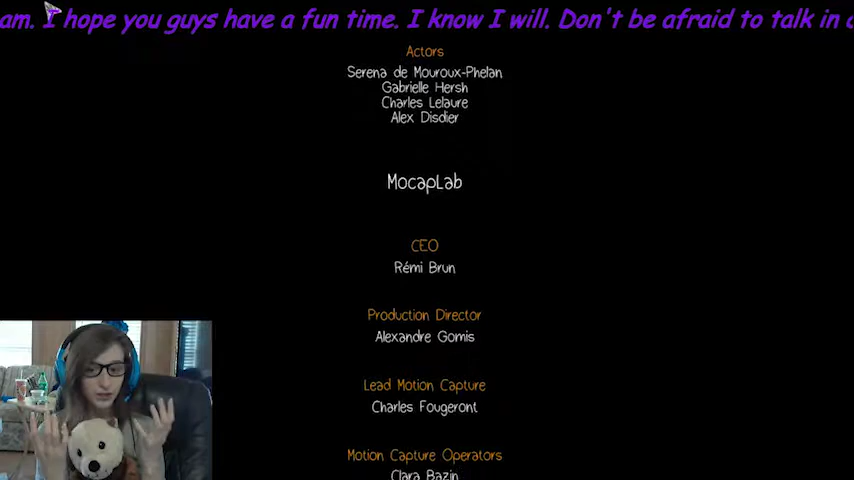 am. I hope you guys have a fun time. I know I will. Don't be afraid to talk in c
Actors
Serena de Mouroux-Phelan
Gabrielle Hersh
Charles Lelaure
Alex Disdier
MocapLab
CEO
Rémi Brun
Production Director
Alexandre Gomis
Lead Motion Capture
Charles Fougeront
Motion Capture Operators
Clara Bazin